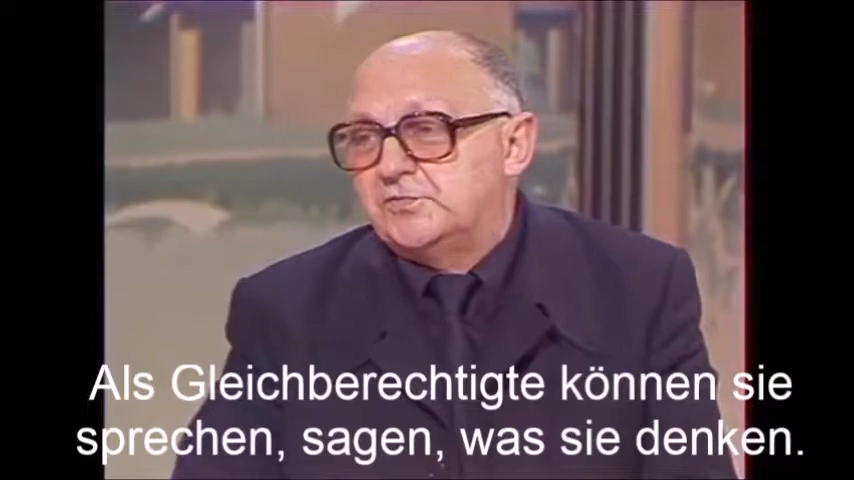 Als Gleichberechtigte können sie
sprechen, sagen, was sie denken.